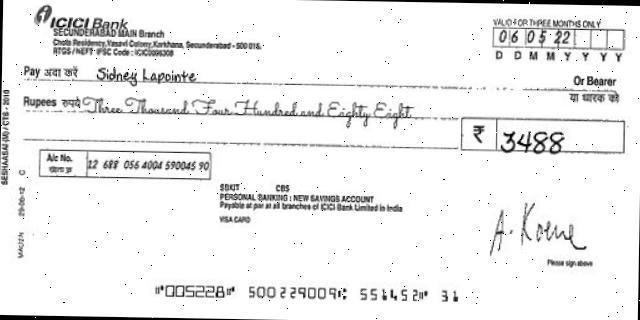 ICICI Bank
SECUNDERABAD MAIN Branch
Chota Residency,Vasavi Colony,Karkhana, Secunderabad - 500 015.
RTGS / NEFT IFSC Code : ICIC0006308
VALID FOR THREE MONTHS ONLY
0 6 0 5 2 2
D D M M Y Y Y Y
Pay अदा करें Sidney Lapointe
Or Bearer
या धारक को
Rupees रुपये Three Thousand Four Hundred and Eighty Eight
₹ 3488
A/c No. 12 688 056 4004 590045 90
खाता क्र
SBKIT CBS
PERSONAL BANKING : NEW SAVINGS ACCOUNT
Payable at par at all branches of ICICI Bank Limited in India
VISA CARD
A. Koene
Please sign above
SESHAASAI (M) / CTS - 2010
29-06-12 C
⑈005228⑈ 500229009⑆ 551452⑈ 31